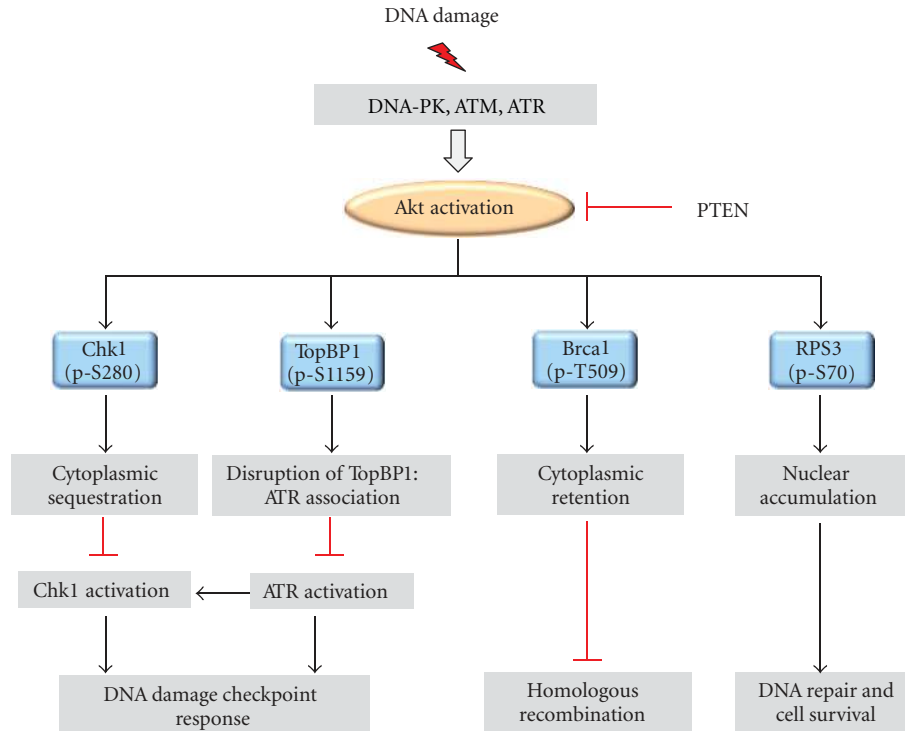 DNA damage
DNA-PK, ATM, ATR
Akt activation
PTEN
Chk1
(p-S280)
TopBP1
(p-S1159)
Brca1
(p-T509)
RPS3
(p-S70)
Cytoplasmic
sequestration
Disruption of TopBP1:
ATR association
Cytoplasmic
retention
Nuclear
accumulation
Chk1 activation
ATR activation
DNA damage checkpoint
response
Homologous
recombination
DNA repair and
cell survival